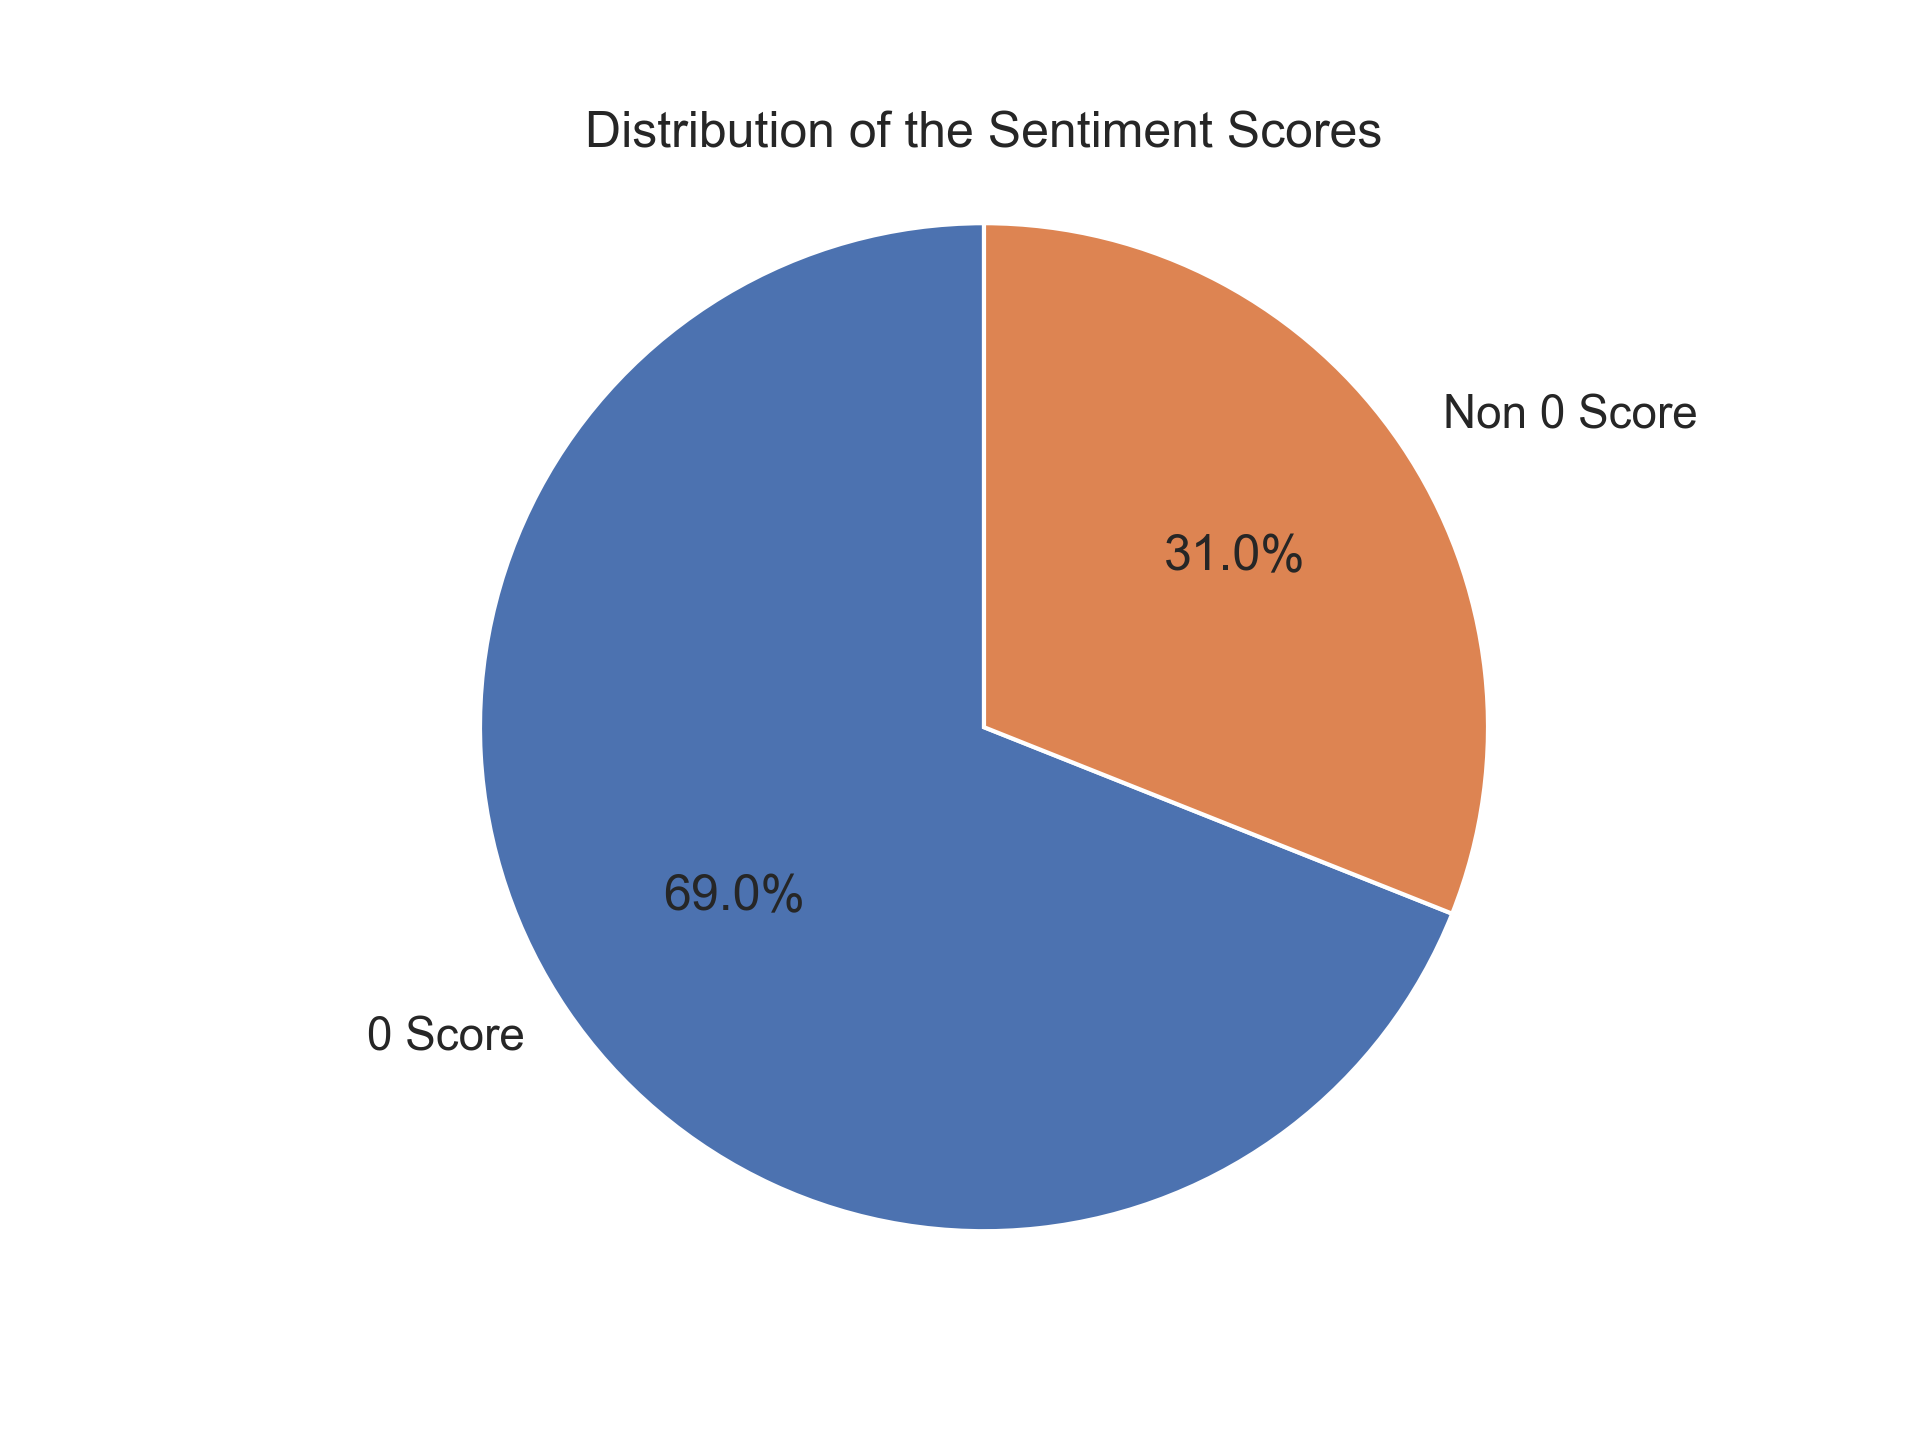 Distribution of the Sentiment Scores
Non 0 Score
31.0%
69.0%
0 Score